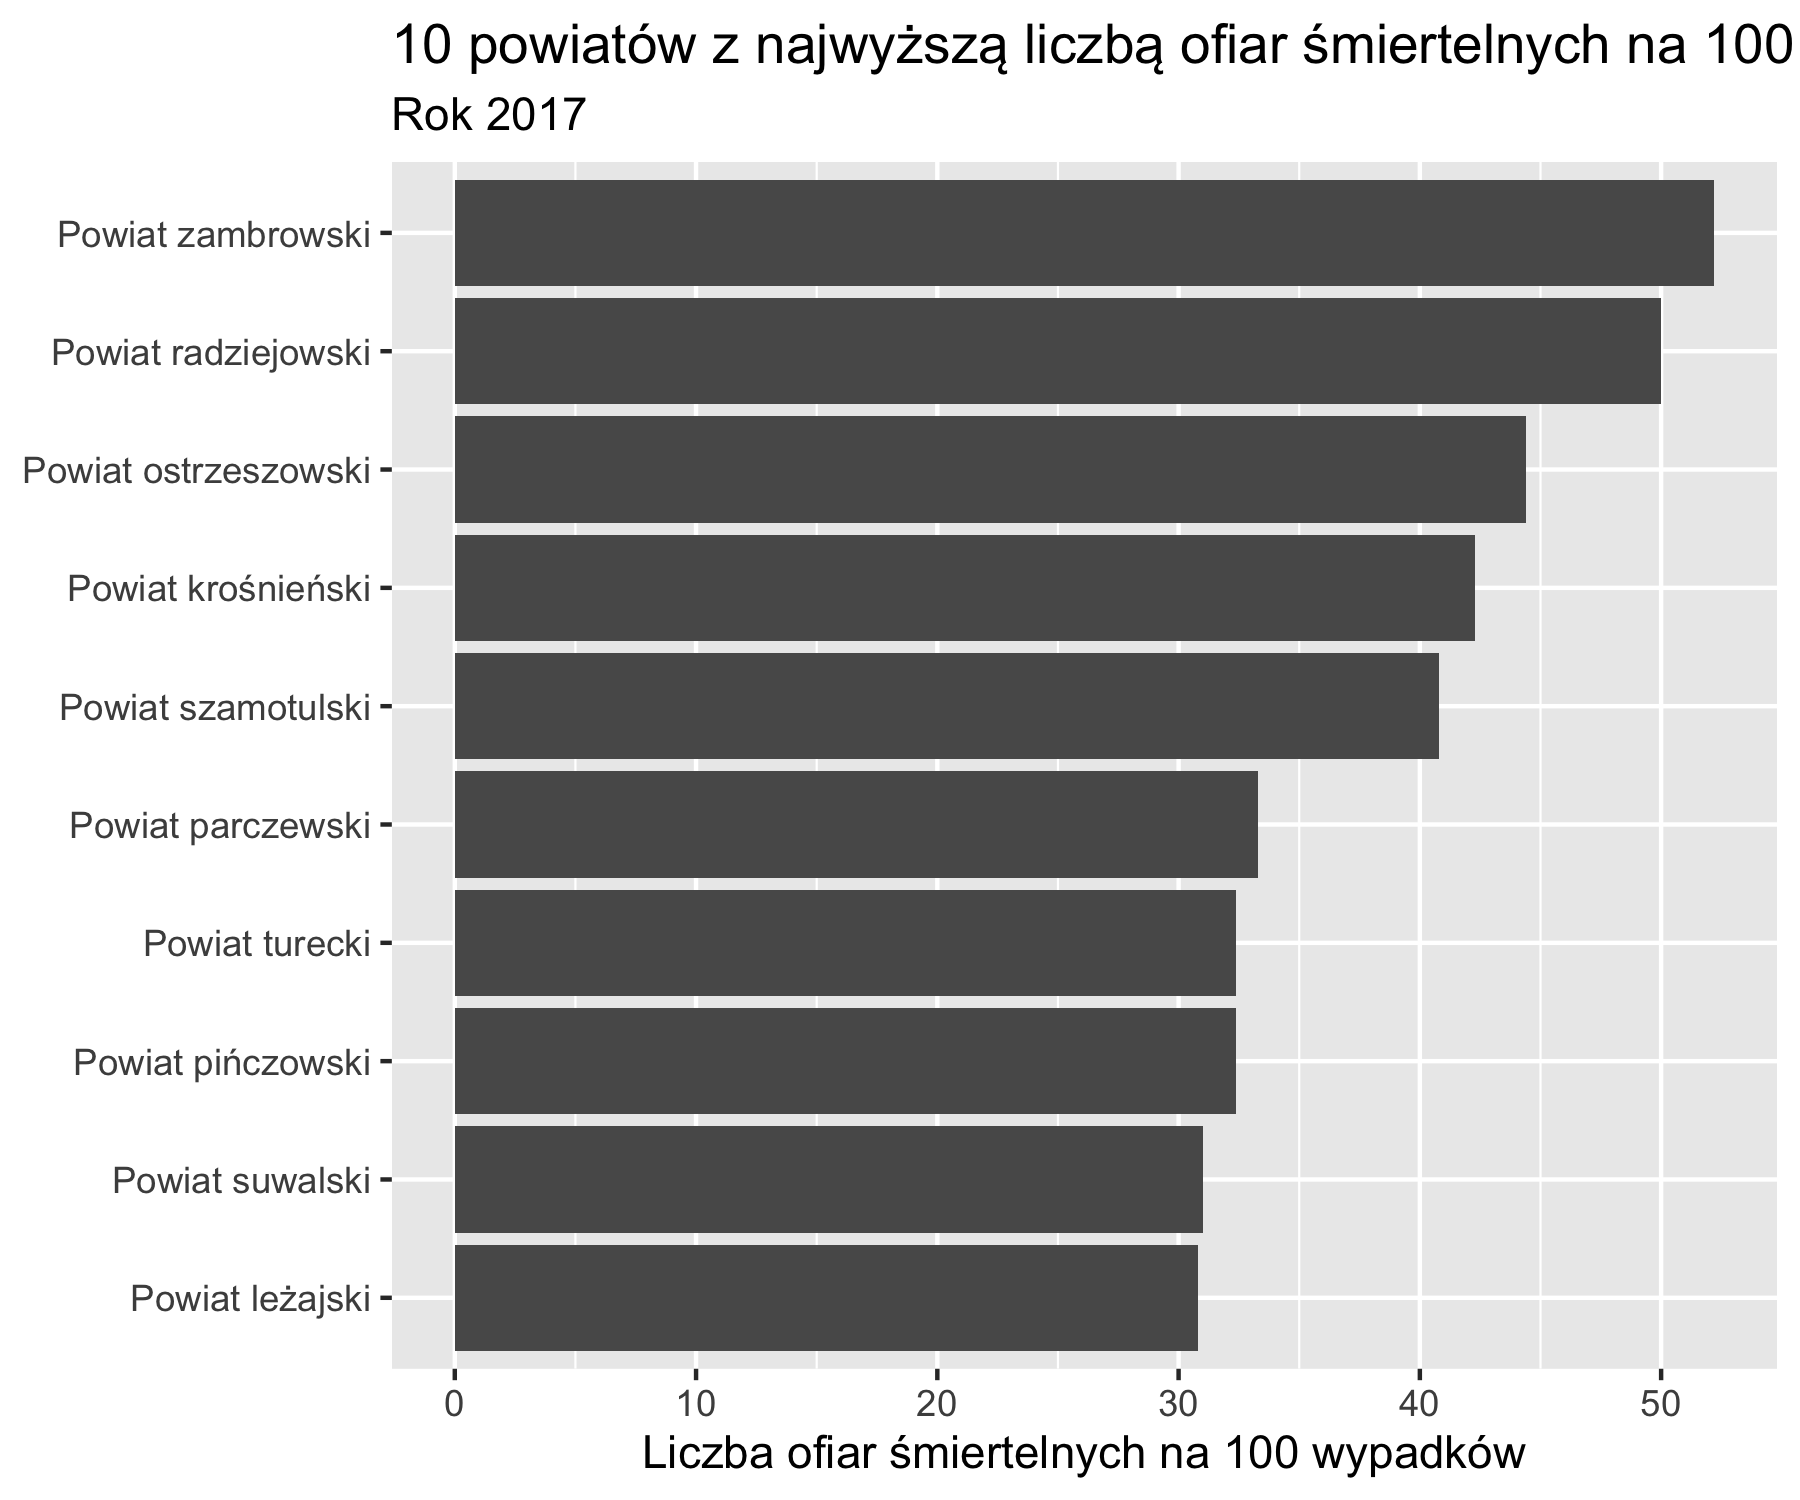 10 powiatów z najwyższą liczbą ofiar śmiertelnych na 100
Rok 2017
Powiat zambrowski
Powiat radziejowski
Powiat ostrzeszowski
Powiat krośnieński
Powiat szamotulski
Powiat parczewski
Powiat turecki
Powiat pińczowski
Powiat suwalski
Powiat leżajski
0 10 20 30 40 50
Liczba ofiar śmiertelnych na 100 wypadków